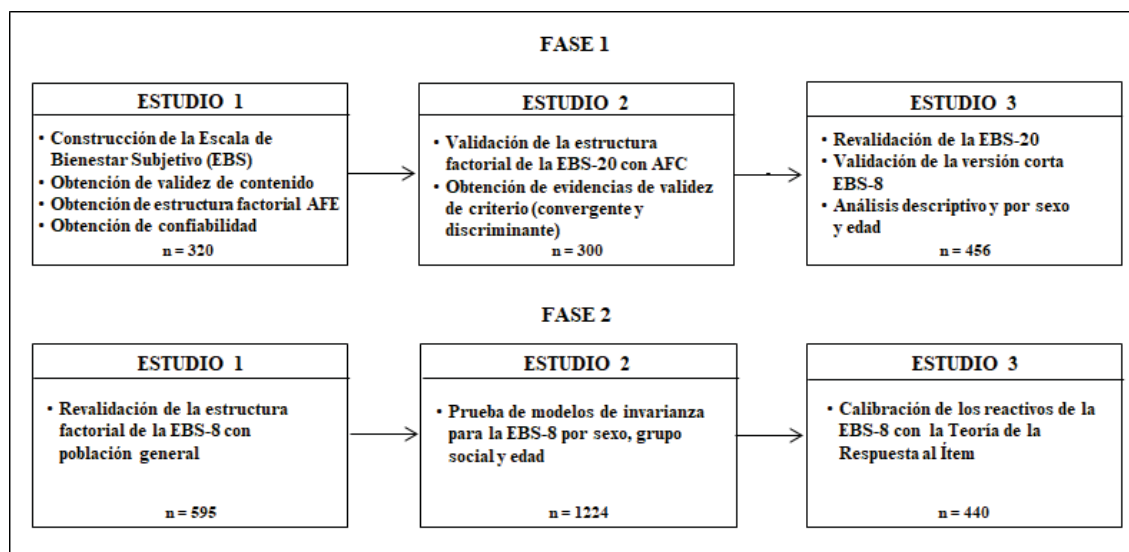 FASE 1
ESTUDIO 1
• Construcción de la Escala de
Bienestar Subjetivo (EBS)
• Obtención de validez de contenido
• Obtención de estructura factorial AFE
• Obtención de confiabilidad
n = 320
ESTUDIO 2
• Validación de la estructura
factorial de la EBS-20 con AFC
• Obtención de evidencias de validez
de criterio (convergente y
discriminante)
n = 300
ESTUDIO 3
• Revalidación de la EBS-20
• Validación de la versión corta
EBS-8
• Análisis descriptivo y por sexo
y edad
n = 456
FASE 2
ESTUDIO 1
• Revalidación de la estructura
factorial de la EBS-8 con
población general
n = 595
ESTUDIO 2
• Prueba de modelos de invarianza
para la EBS-8 por sexo, grupo
social y edad
n = 1224
ESTUDIO 3
• Calibración de los reactivos de la
EBS-8 con la Teoría de la
Respuesta al Ítem
n = 440